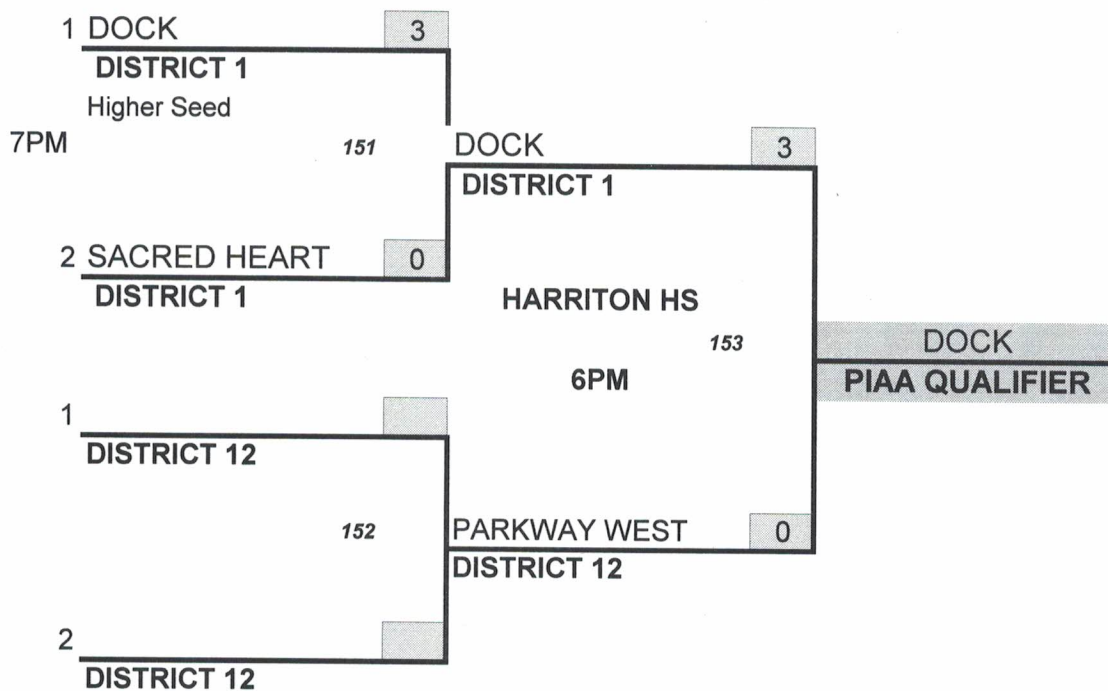 1 DOCK 3
DISTRICT 1
Higher Seed
7PM
151
DOCK 3
DISTRICT 1
2 SACRED HEART 0
DISTRICT 1
HARRITON HS
153
6PM
DOCK
PIAA QUALIFIER
1
DISTRICT 12
152
PARKWAY WEST 0
DISTRICT 12
2
DISTRICT 12